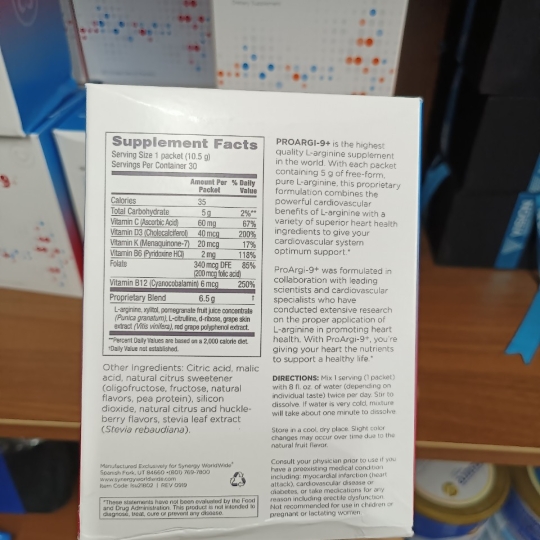 Supplement Facts
Serving Size 1 packet (10.5 g)
Servings Per Container 30
Amount Per Packet % Daily Value
Calories 35
Total Carbohydrate 5 g 2%**
Vitamin C (Ascorbic Acid) 60 mg 67%
Vitamin D3 (Cholecalciferol) 40 mcg 200%
Vitamin K (Menaquinone-7) 20 mcg 17%
Vitamin B6 (Pyridoxine HCl) 2 mg 118%
Folate 340 mcg DFE 85%
(200 mcg folic acid)
Vitamin B12 (Cyanocobalamin) 6 mcg 250%
Proprietary Blend 6.5 g †
L-arginine, xylitol, pomegranate fruit juice concentrate
(Punica granatum), L-citrulline, d-ribose, grape skin
extract (Vitis vinifera), red grape polyphenol extract.
**Percent Daily Values are based on a 2,000 calorie diet.
†Daily Value not established.
Other Ingredients: Citric acid, malic
acid, natural citrus sweetener
(oligofructose, fructose, natural
flavors, pea protein), silicon
dioxide, natural citrus and huckle-
berry flavors, stevia leaf extract
(Stevia rebaudiana).
Manufactured Exclusively for Synergy WorldWide®
Spanish Fork, UT 84660 •(801) 769-7800
www.synergyworldwide.com
| REV 0919
*These statements have not been evaluated by the Food
and Drug Administration. This product is not intended to
diagnose, treat, cure or prevent any disease.
PROARGI-9+ is the highest
quality L-arginine supplement
in the world. With each packet
containing 5 g of free-form,
pure L-arginine, this proprietary
formulation combines the
powerful cardiovascular
benefits of L-arginine with a
variety of superior heart health
ingredients to give your
cardiovascular system
optimum support.*
ProArgi-9+ was formulated in
collaboration with leading
scientists and cardiovascular
specialists who have
conducted extensive research
on the proper application of
L-arginine in promoting heart
health. With ProArgi-9+, you're
giving your heart the nutrients
to support a healthy life.*
DIRECTIONS: Mix 1 serving (1 packet)
with 8 fl. oz. of water (depending on
individual taste) twice per day. Stir to
dissolve. If water is very cold, mixture
will take about one minute to dissolve.
Store in a cool, dry place. Slight color
changes may occur over time due to the
natural fruit flavor.
Consult your physician prior to use if you
have a preexisting medical condition
including: myocardial infarction (heart
attack), cardiovascular disease or
diabetes, or take medications for any
reason including erectile dysfunction.
Not recommended for use in children or
pregnant or lactating women.